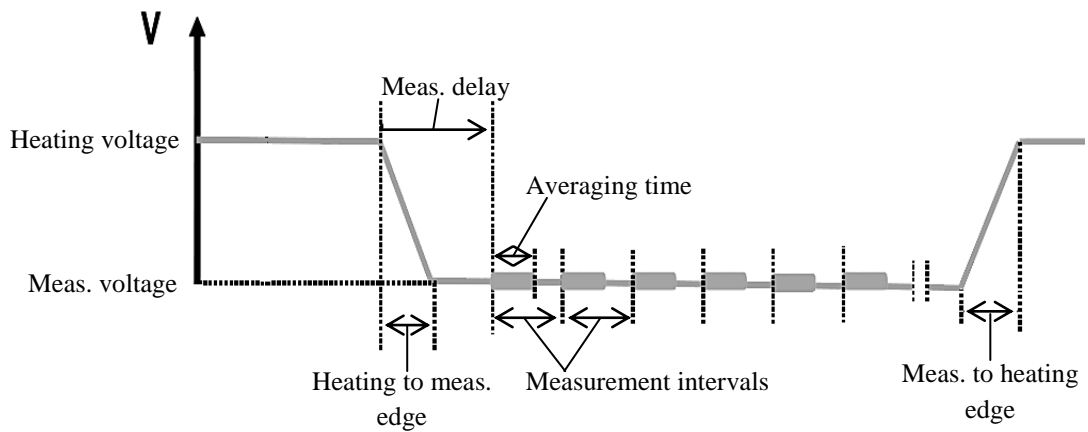 V
Meas. delay
Heating voltage
Averaging time
Meas. voltage
Heating to meas.
edge
Measurement intervals
Meas. to heating
edge